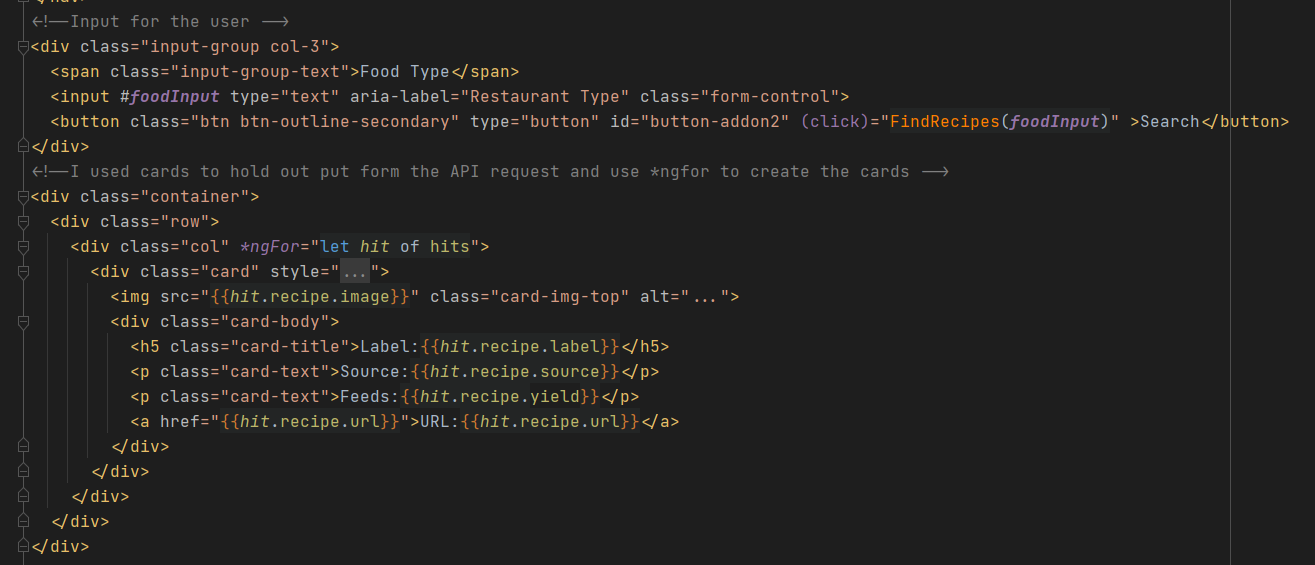 <!--Input for the user -->
<div class="input-group col-3">
<span class="input-group-text">Food Type</span>
<input #foodInput type="text" aria-label="Restaurant Type" class="form-control">
<button class="btn btn-outline-secondary" type="button" id="button-addon2" (click)="FindRecipes(foodInput)" >Search</button>
</div>
<!--I used cards to hold out put form the API request and use *ngfor to create the cards -->
<div class="container">
<div class="row">
<div class="col" *ngFor="let hit of hits">
<div class="card" style="...">
<img src="{{hit.recipe.image}}" class="card-img-top" alt="...">
<div class="card-body">
<h5 class="card-title">Label:{{hit.recipe.label}}</h5>
<p class="card-text">Source:{{hit.recipe.source}}</p>
<p class="card-text">Feeds:{{hit.recipe.yield}}</p>
<a href="{{hit.recipe.url}}">URL:{{hit.recipe.url}}</a>
</div>
</div>
</div>
</div>
</div>